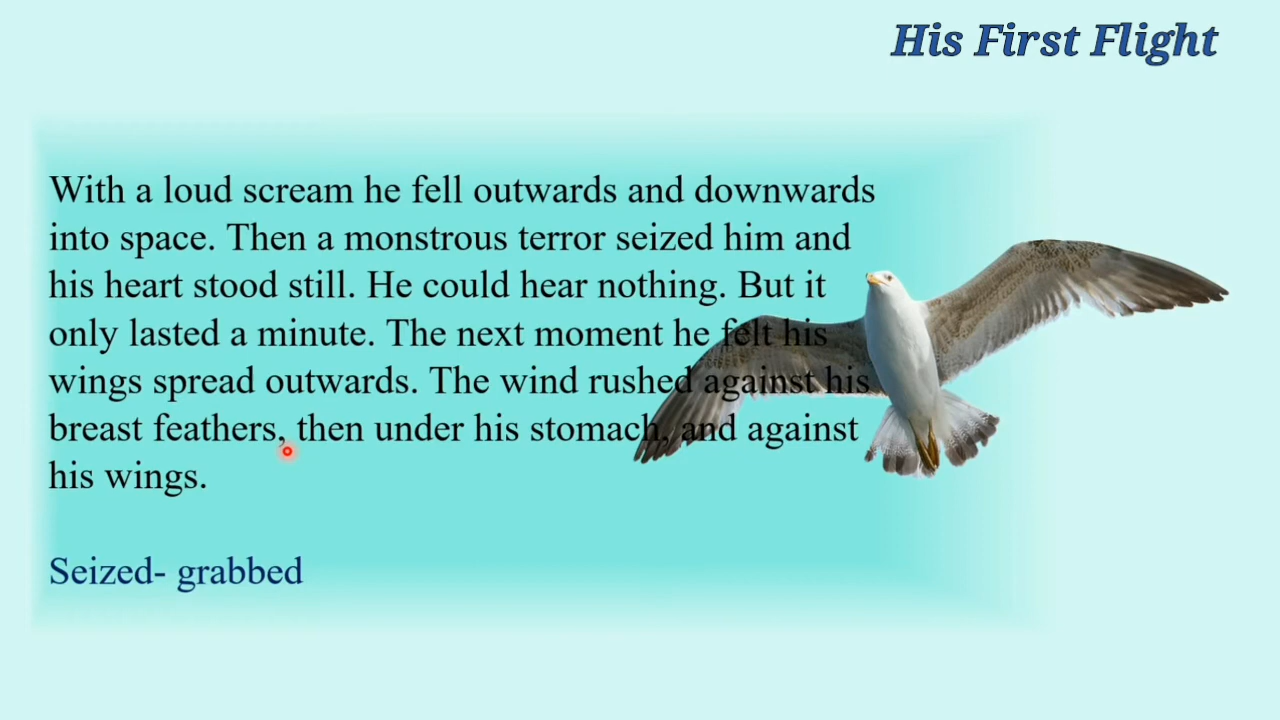 His First Flight
With a loud scream he fell outwards and downwards
into space. Then a monstrous terror seized him and
his heart stood still. He could hear nothing. But it
only lasted a minute. The next moment he felt his
wings spread outwards. The wind rushed against his
breast feathers, then under his stomach, and against
his wings.
Seized- grabbed